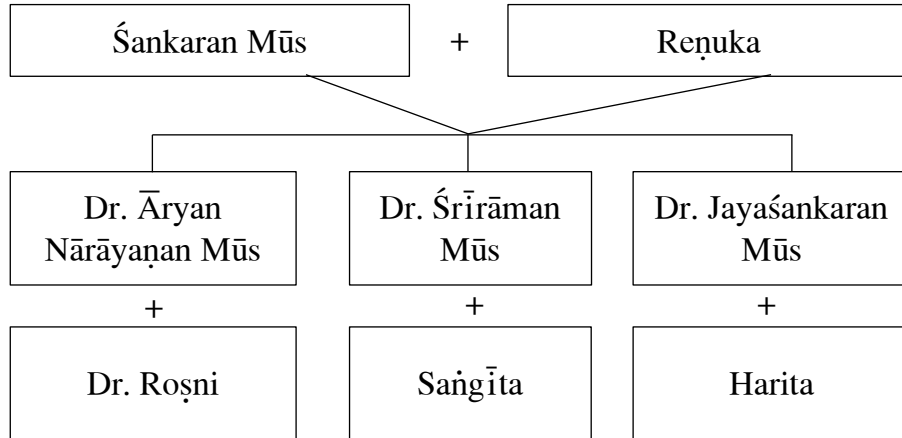 Śankaran Mūs + Reṇuka
Dr. Āryan
Nārāyaṇan Mūs
Dr. Śrīrāman
Mūs
Dr. Jayaśankaran
Mūs
+ + +
Dr. Roṣni
Saṅgīta
Harita